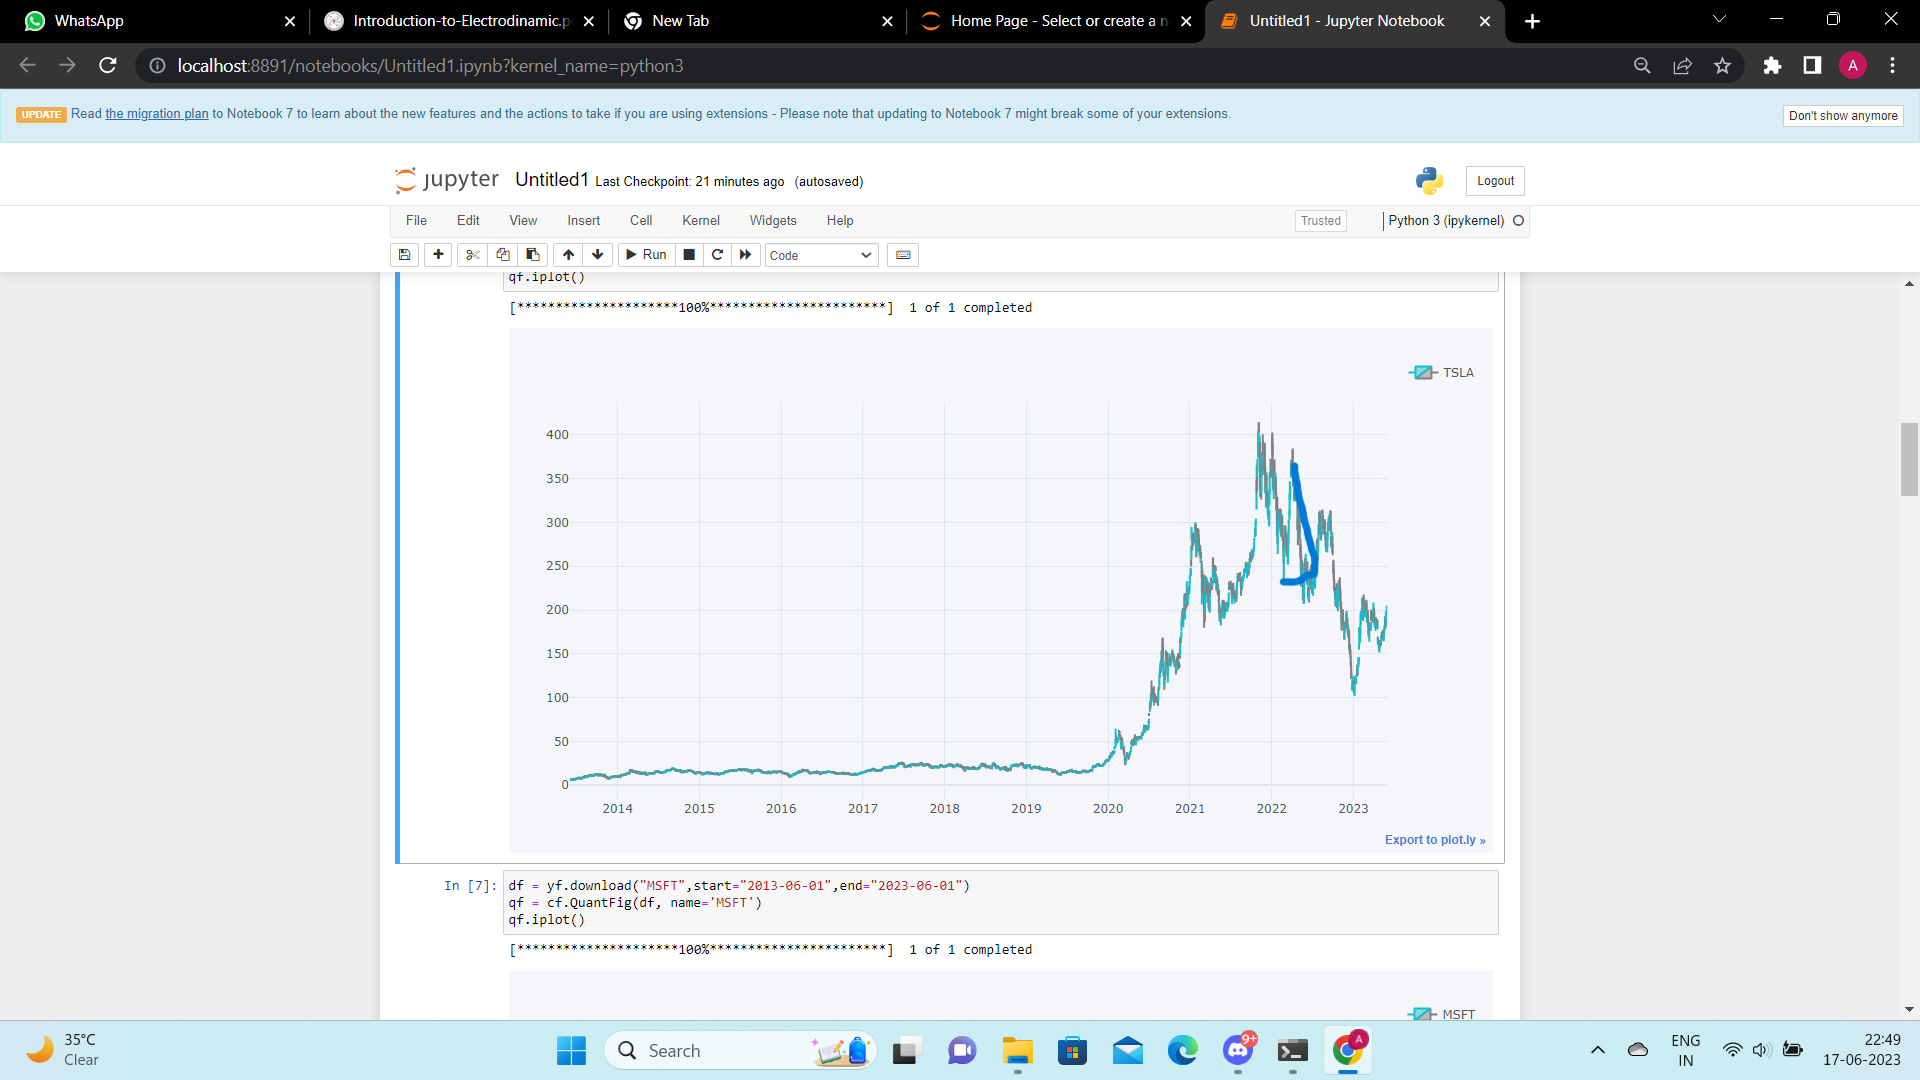 WhatsApp
Introduction-to-Electrodinamic.p
New Tab
Home Page - Select or create a n
Untitled1 - Jupyter Notebook
localhost:8891/notebooks/Untitled1.ipynb?kernel_name=python3
A
UPDATE Read the migration plan to Notebook 7 to learn about the new features and the actions to take if you are using extensions - Please note that updating to Notebook 7 might break some of your extensions.
Don't show anymore
jupyter Untitled1 Last Checkpoint: 21 minutes ago (autosaved)
Logout
File Edit View Insert Cell Kernel Widgets Help
Trusted
Python 3 (ipykernel)
Run
Code
qf.iplot()
[*********************100%***********************]  1 of 1 completed
TSLA
400
350
300
250
200
150
100
50
0
2014 2015 2016 2017 2018 2019 2020 2021 2022 2023
Export to plot.ly »
In [7]: df = yf.download("MSFT",start="2013-06-01",end="2023-06-01")
qf = cf.QuantFig(df, name='MSFT')
qf.iplot()
[*********************100%***********************]  1 of 1 completed
MSFT
35°C
Clear
Search
9+
A
ENG
IN
22:49
17-06-2023